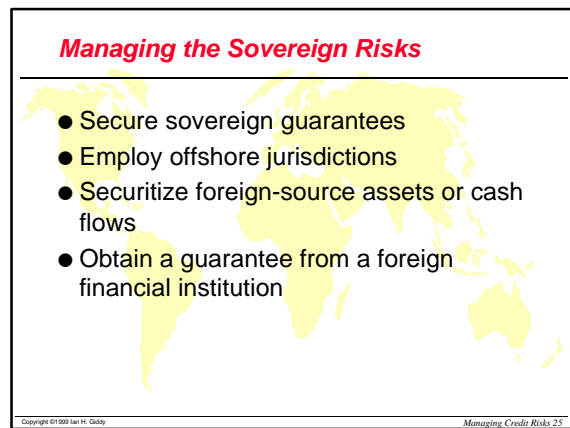 Managing the Sovereign Risks
● Secure sovereign guarantees
● Employ offshore jurisdictions
● Securitize foreign-source assets or cash
flows
● Obtain a guarantee from a foreign
financial institution
Copyright ©1999 Ian H. Giddy
Managing Credit Risks 25